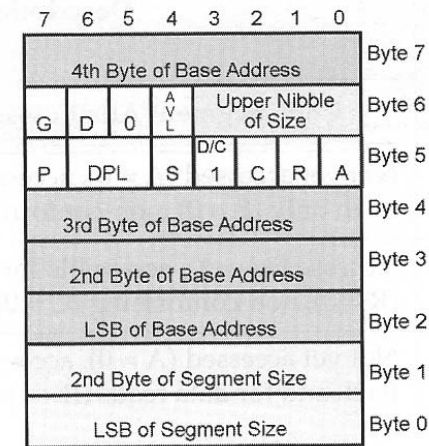 7 6 5 4 3 2 1 0
4th Byte of Base Address Byte 7
G D 0 AVL Upper Nibble of Size Byte 6
P DPL S D/C 1 C R A Byte 5
3rd Byte of Base Address Byte 4
2nd Byte of Base Address Byte 3
LSB of Base Address Byte 2
2nd Byte of Segment Size Byte 1
LSB of Segment Size Byte 0